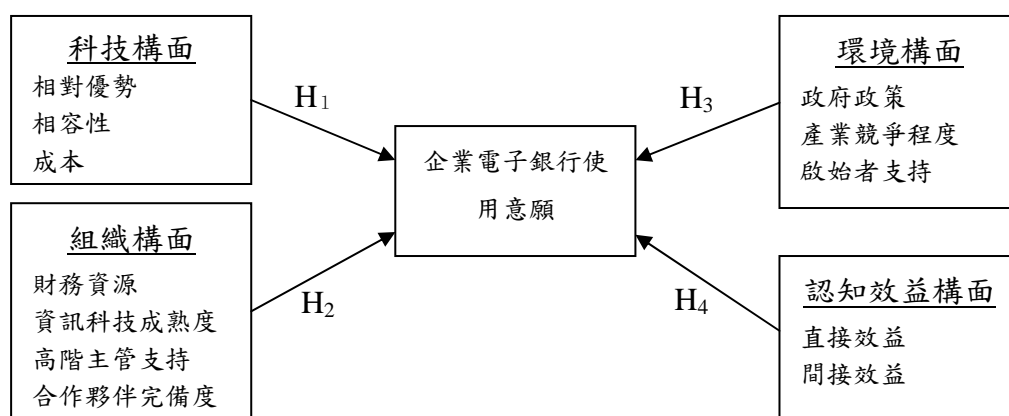 科技構面
相對優勢
相容性
成本
H1
組織構面
財務資源
資訊科技成熟度
高階主管支持
合作夥伴完備度
H2
企業電子銀行使
用意願
環境構面
政府政策
產業競爭程度
啟始者支持
H3
認知效益構面
直接效益
間接效益
H4